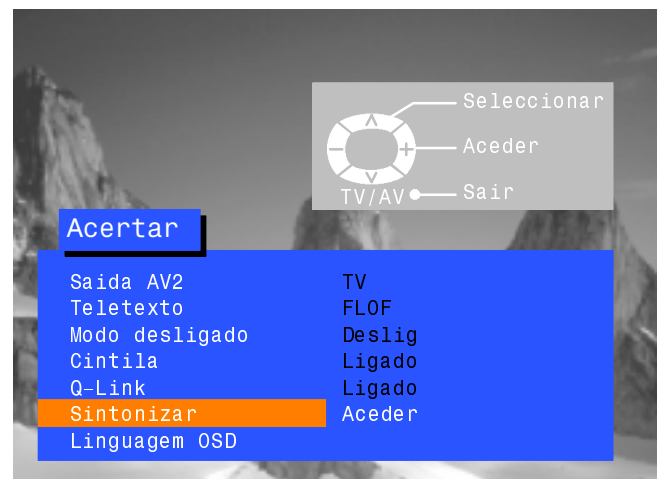 Seleccionar
Aceder
TV/AV Sair
Acertar
Saida AV2 TV
Teletexto FLOF
Modo desligado Deslig
Cintila Ligado
Q-Link Ligado
Sintonizar Aceder
Linguagem OSD